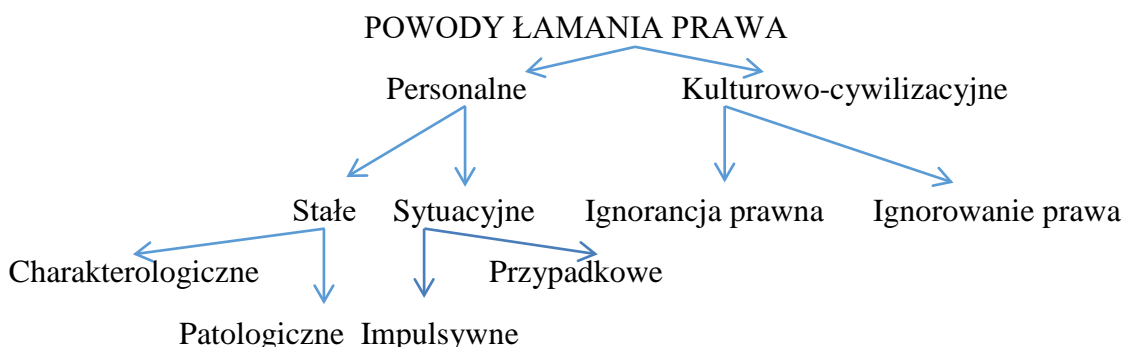 POWODY ŁAMANIA PRAWA
Personalne Kulturowo-cywilizacyjne
Stałe Sytuacyjne Ignorancja prawna Ignorowanie prawa
Charakterologiczne Przypadkowe
Patologiczne Impulsywne